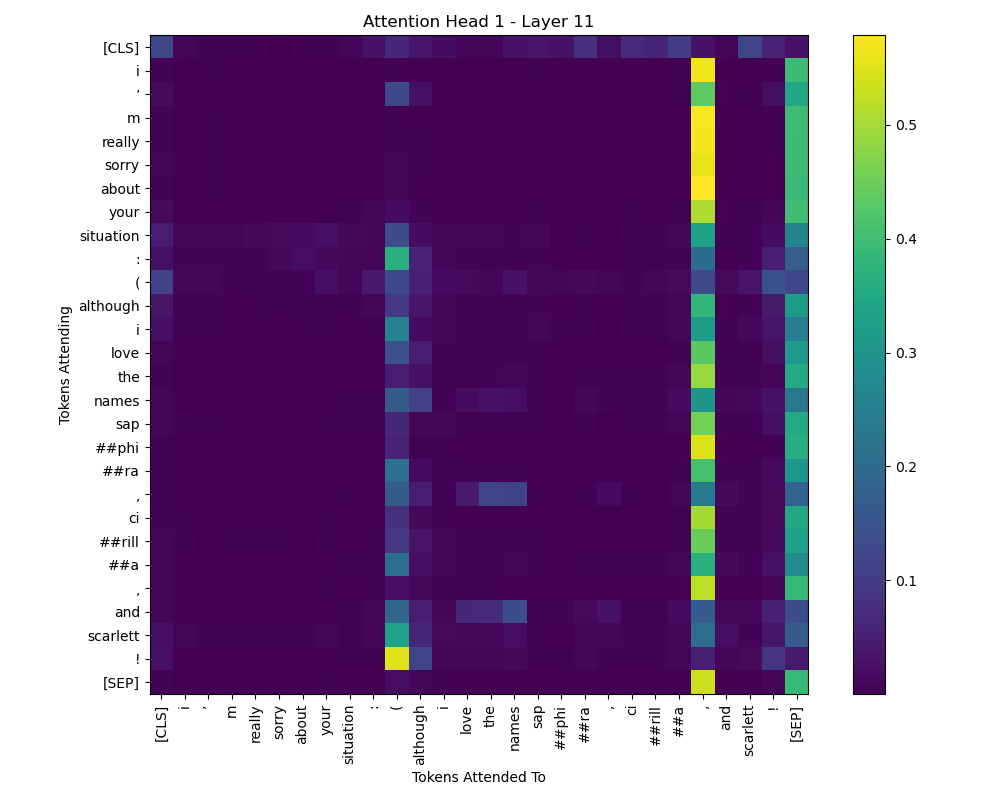 Attention Head 1 - Layer 11
[CLS]
i
’
m
really
sorry
about
your
situation
:
(
although
i
love
the
names
sap
##phi
##ra
,
ci
##rill
##a
,
and
scarlett
!
[SEP]
Tokens Attending
[CLS]
i
’
m
really
sorry
about
your
situation
:
(
although
i
love
the
names
sap
##phi
##ra
,
ci
##rill
##a
,
and
scarlett
!
[SEP]
Tokens Attended To
0.5
0.4
0.3
0.2
0.1